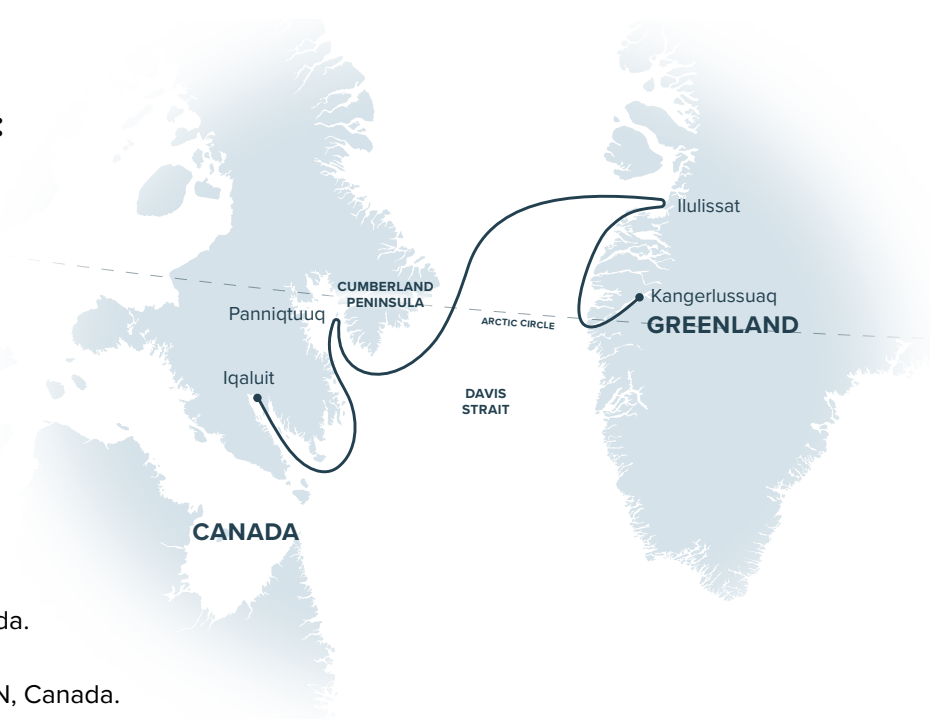 :
Ilulissat
CUMBERLAND
PENINSULA
Kangerlussuaq
Panniqtuuq
ARCTIC CIRCLE
GREENLAND
Iqaluit
DAVIS
STRAIT
CANADA
da.
N, Canada.